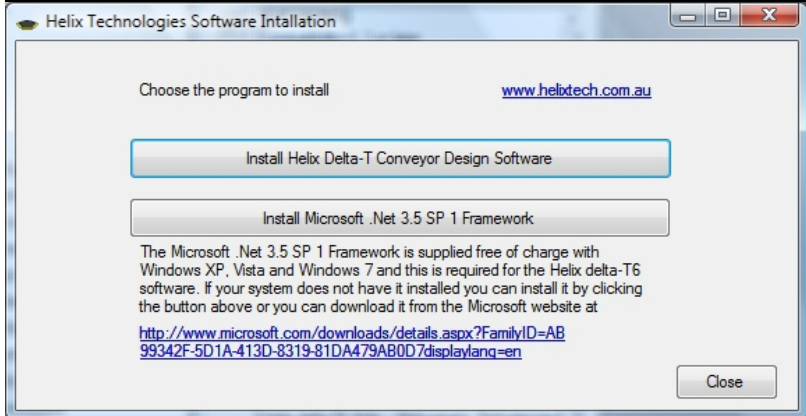 Helix Technologies Software Intallation
Choose the program to install
www.helixtech.com.au
Install Helix Delta-T Conveyor Design Software
Install Microsoft .Net 3.5 SP 1 Framework
The Microsoft .Net 3.5 SP 1 Framework is supplied free of charge with
Windows XP, Vista and Windows 7 and this is required for the Helix delta-T6
software. If your system does not have it installed you can install it by clicking
the button above or you can download it from the Microsoft website at
http://www.microsoft.com/downloads/details.aspx?FamilyID=AB
99342F-5D1A-413D-8319-81DA479AB0D7displaylang=en
Close